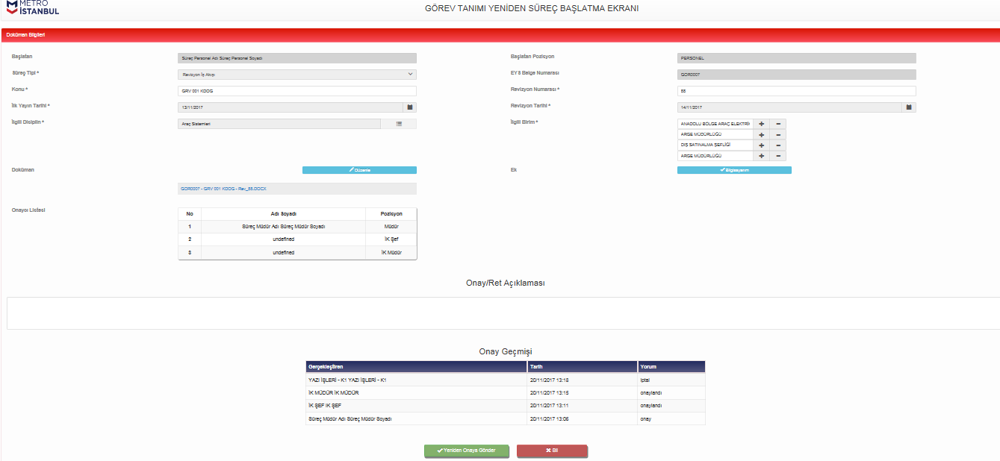 METRO
İSTANBUL
GÖREV TANIMI YENİDEN SÜREÇ BAŞLATMA EKRANI
Doküman Bilgileri
Başlatan
Süreç Personel Adı Süreç Personel Soyadı
Başlatan Pozisyon
PERSONEL
Süreç Tipi *
Revizyon İş Akışı
EYS Belge Numarası
GOR0007
Konu *
GRV 001 KOOG
Revizyon Numarası *
55
İlk Yayın Tarihi *
13/11/2017
Revizyon Tarihi *
14/11/2017
İlgili Disiplin *
Araç Sistemleri
İlgili Birim *
ANADOLU BÖLGE ARAÇ ELEKTRİK
ARGE MÜDÜRLÜĞÜ
DIŞ SATINALMA ŞEFLİĞİ
ARGE MÜDÜRLÜĞÜ
Doküman
Düzenle
Ek
Bilgisayarım
GOR0007 - GRV 001 KOOG - Rev_55.DOCX
Onaycı Listesi
No Adı Soyadı Pozisyon
1 Süreç Müdür Adı Süreç Müdür Soyadı Müdür
2 undefined İK Şef
3 undefined İK Müdür
Onay/Ret Açıklaması
Onay Geçmişi
Gerçekleştiren Tarih Yorum
YAZI İŞLERİ - K1 YAZI İŞLERİ - K1 20/11/2017 13:18 iptal
İK MÜDÜR İK MÜDÜR 20/11/2017 13:15 onaylandı
İK ŞEF İK ŞEF 20/11/2017 13:11 onaylandı
Süreç Müdür Adı Süreç Müdür Soyadı 20/11/2017 13:06 onay
Yeniden Onaya Gönder
Sil